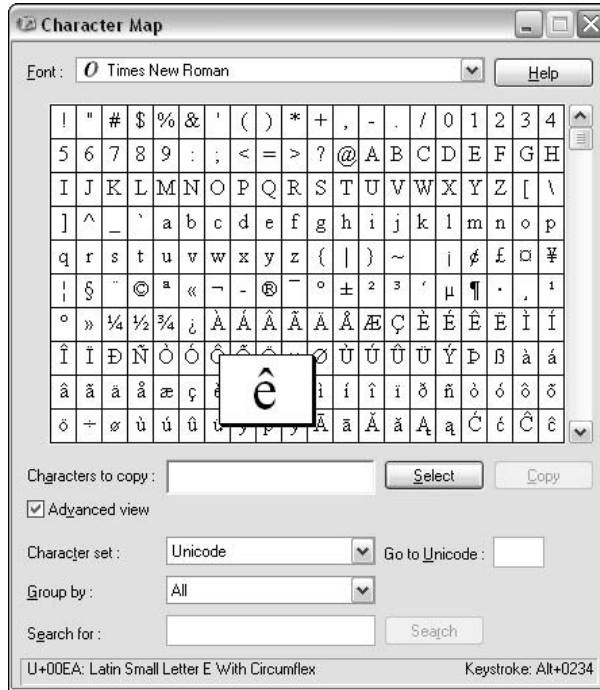 Character Map
Font : O Times New Roman Help
! " # $ % & ' ( ) * + , - . / 0 1 2 3 4
5 6 7 8 9 : ; < = > ? @ A B C D E F G H
I J K L M N O P Q R S T U V W X Y Z [ \
] ^ _ ` a b c d e f g h i j k l m n o p
q r s t u v w x y z { | } ~ ¡ ¢ £ ¤ ¥
¦ § ¨ © ª « ¬ - ® ¯ ° ± ² ³ ´ µ ¶ · ¸ ¹
º » ¼ ½ ¾ ¿ À Á Â Ã Ä Å Æ Ç È É Ê Ë Ì Í
Î Ï Ð Ñ Ò Ó Ô Õ Ö Ø Ù Ú Û Ü Ý Þ ß à á
â ã ä å æ ç è ê ì í î ï ð ñ ò ó ô õ
ö ÷ ø ù ú û ü ý þ ÿ Ā ā Ă ă Ą ą Ć ć Ĉ ĉ
Characters to copy : Select Copy
Advanced view
Character set : Unicode Go to Unicode :
Group by : All
Search for : Search
U+00EA: Latin Small Letter E With Circumflex Keystroke: Alt+0234